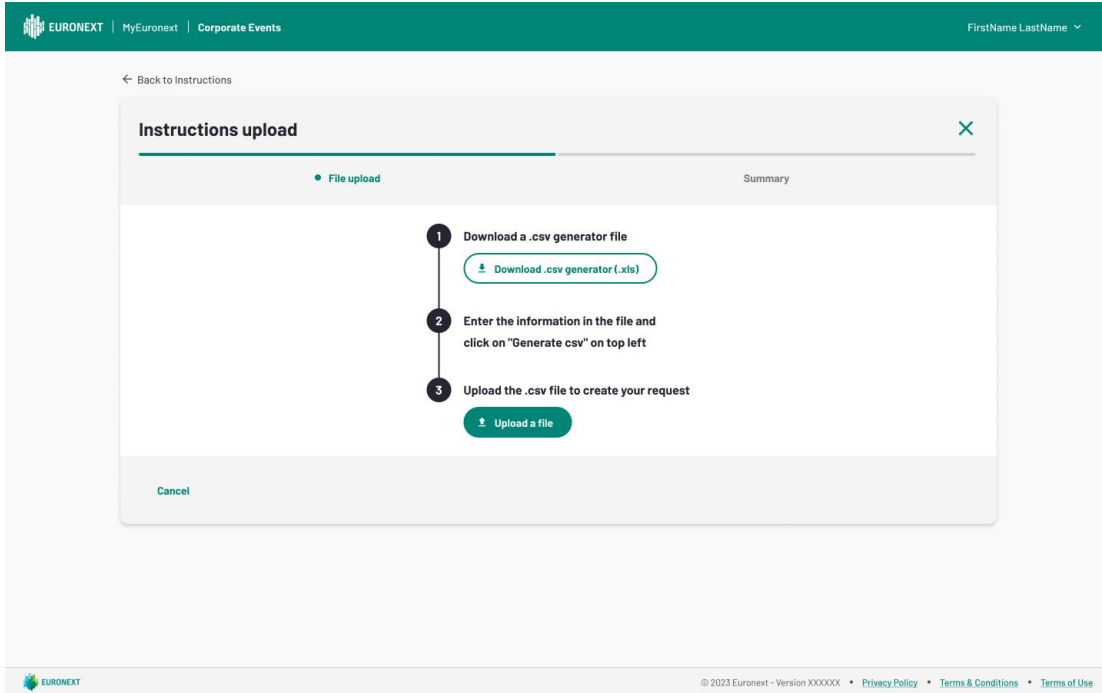 EURONEXT | MyEuronext | Corporate Events
FirstName LastName
← Back to Instructions
Instructions upload
• File upload
Summary
1 Download a .csv generator file
Download .csv generator (.xls)
2 Enter the information in the file and
click on "Generate csv" on top left
3 Upload the .csv file to create your request
Upload a file
Cancel
EURONEXT
© 2023 Euronext - Version XXXXXX • Privacy Policy • Terms & Conditions • Terms of Use